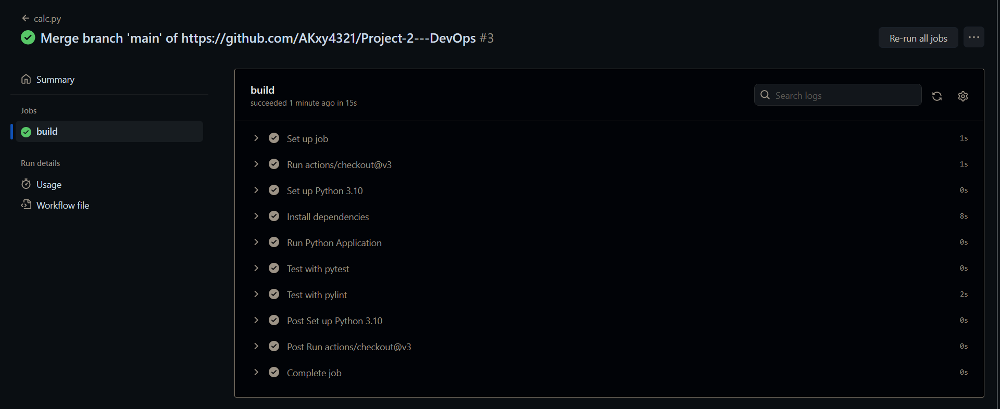 calc.py
Merge branch 'main' of https://github.com/AKxy4321/Project-2---DevOps #3
Re-run all jobs
Summary
Jobs
build
Run details
Usage
Workflow file
build
succeeded 1 minute ago in 15s
Search logs
Set up job 1s
Run actions/checkout@v3 1s
Set up Python 3.10 0s
Install dependencies 8s
Run Python Application 0s
Test with pytest 0s
Test with pylint 2s
Post Set up Python 3.10 0s
Post Run actions/checkout@v3 0s
Complete job 0s